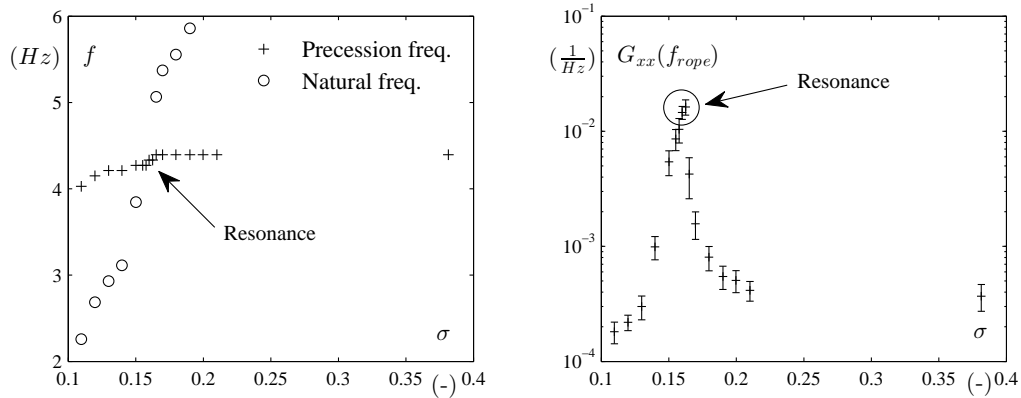 6
(Hz) f
+ Precession freq.
○ Natural freq.
5
4
Resonance
3
σ
2
0.1 0.15 0.2 0.25 0.3 0.35 (-) 0.4
10⁻¹
(1/Hz) Gₓₓ(f_rope)
Resonance
10⁻²
10⁻³
σ
10⁻⁴
0.1 0.15 0.2 0.25 0.3 0.35 (-) 0.4